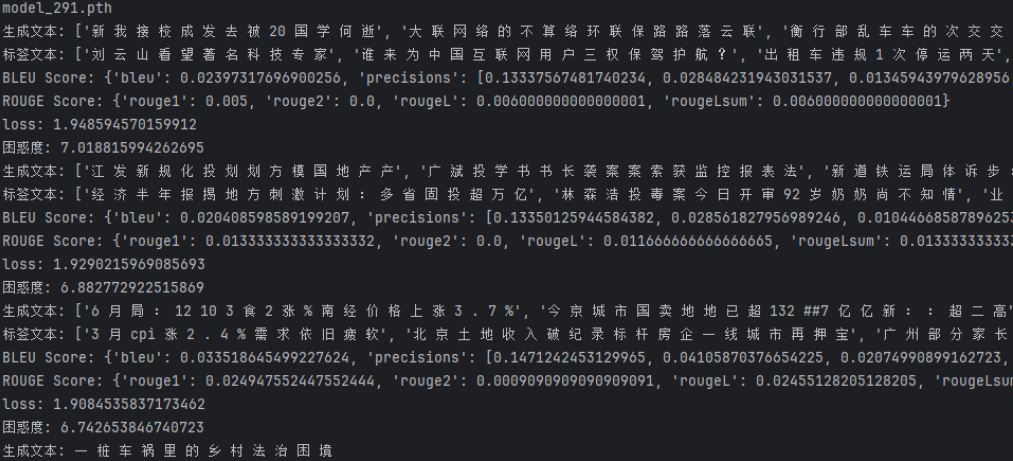 model_291.pth
生成文本: ['新 我 接 校 成 发 去 被 20 国 学 何 逝', '大 联 网 络 的 不 算 络 环 联 保 路 路 落 云 联', '衡 行 部 乱 车 车 的 次 交 交
标签文本: ['刘 云 山 看 望 著 名 科 技 专 家', '谁 来 为 中 国 互 联 网 用 户 三 权 保 驾 护 航 ？', '出 租 车 违 规 1 次 停 运 两 天',
BLEU Score: {'bleu': 0.02397317696900256, 'precisions': [0.13337567481740234, 0.028484231943031537, 0.01345943979628956
ROUGE Score: {'rouge1': 0.005, 'rouge2': 0.0, 'rougeL': 0.006000000000000001, 'rougeLsum': 0.006000000000000001}
loss: 1.948594570159912
困惑度: 7.018815994262695
生成文本: ['江 发 新 规 化 投 划 划 方 模 国 地 产 产', '广 斌 投 学 书 书 长 袭 案 案 索 获 监 控 报 表 法', '新 道 铁 运 局 体 诉 步
标签文本: ['经 济 半 年 报 揭 地 方 刺 激 计 划 : 多 省 固 投 超 万 亿', '林 森 浩 投 毒 案 今 日 开 审 92 岁 奶 奶 尚 不 知 情', '业
BLEU Score: {'bleu': 0.020408598589199207, 'precisions': [0.13350125944584382, 0.028561827956989246, 0.0104466858789625
ROUGE Score: {'rouge1': 0.013333333333333332, 'rouge2': 0.0, 'rougeL': 0.011666666666666665, 'rougeLsum': 0.01333333333
loss: 1.9290215969085693
困惑度: 6.882772922515869
生成文本: ['6 月 局 : 12 10 3 食 2 涨 % 南 经 价 格 上 涨 3 . 7 %', '今 京 城 市 国 卖 地 地 已 超 132 ##7 亿 亿 新 : : 超 二 高
标签文本: ['3 月 cpi 涨 2 . 4 % 需 求 依 旧 疲 软', '北 京 土 地 收 入 破 纪 录 标 杆 房 企 一 线 城 市 再 押 宝', '广 州 部 分 家 长
BLEU Score: {'bleu': 0.033518645499227624, 'precisions': [0.1471242453129965, 0.04105870376654225, 0.02074990899162723,
ROUGE Score: {'rouge1': 0.024947552447552444, 'rouge2': 0.0009090909090909091, 'rougeL': 0.02455128205128205, 'rougeLsu
loss: 1.9084535837173462
困惑度: 6.742653846740723
生成文本: 一 桩 车 祸 里 的 乡 村 法 治 困 境